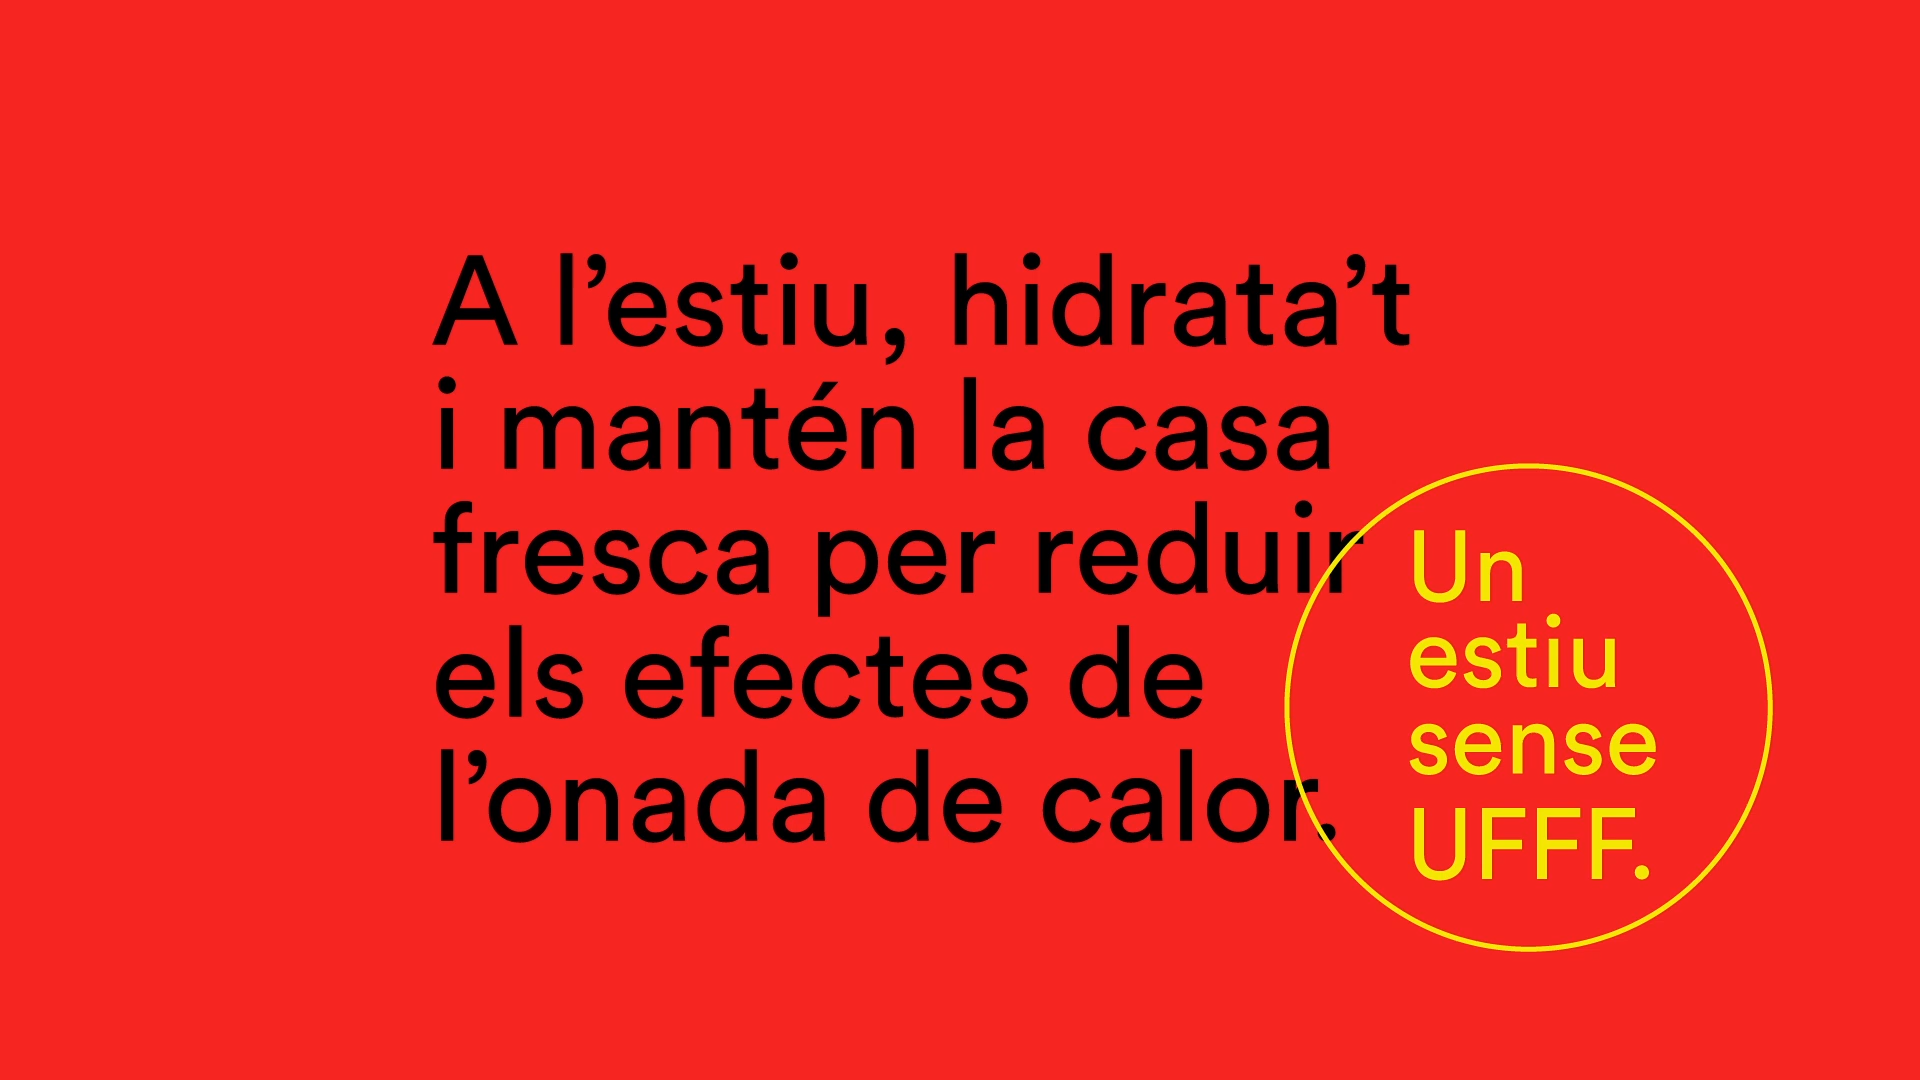 A l’estiu, hidrata’t
i mantén la casa
fresca per reduir
els efectes de
l’onada de calor.
Un
estiu
sense
UFFF.